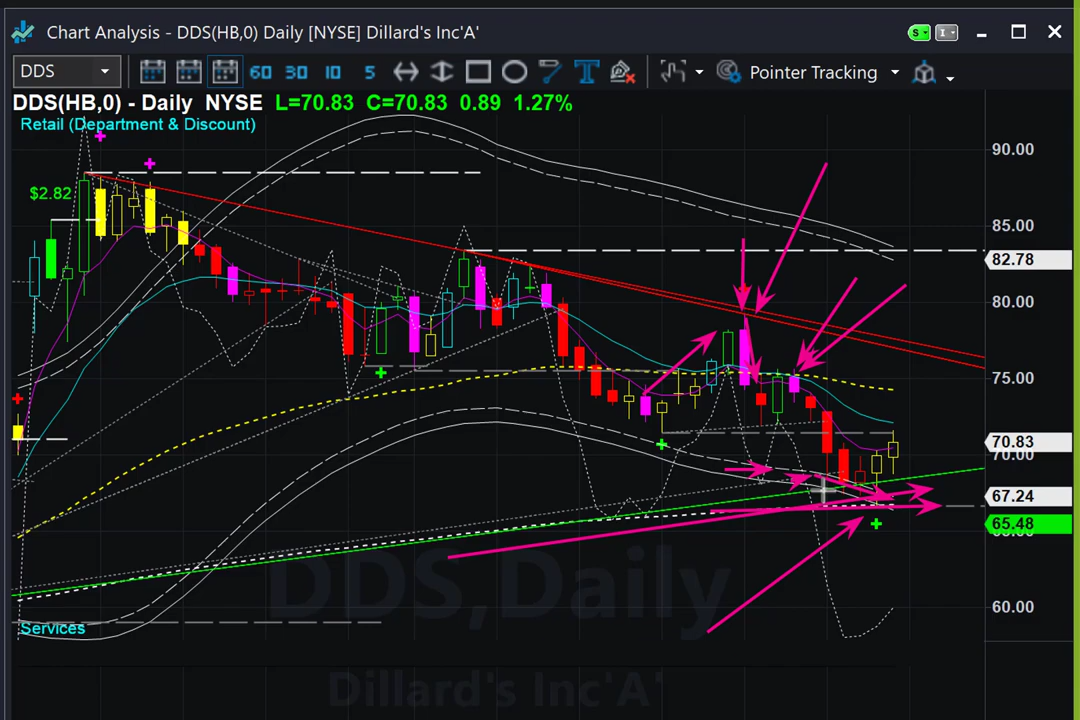 Chart Analysis - DDS(HB,0) Daily [NYSE] Dillard's Inc'A'
S
I
DDS
60 30 10 5
T
Pointer Tracking
DDS(HB,0) - Daily NYSE L=70.83 C=70.83 0.89 1.27%
Retail (Department & Discount)
90.00
$2.82
85.00
82.78
80.00
75.00
70.83
70.00
67.24
65.48
60.00
DDS,Daily
Services
Dillard's Inc'A'